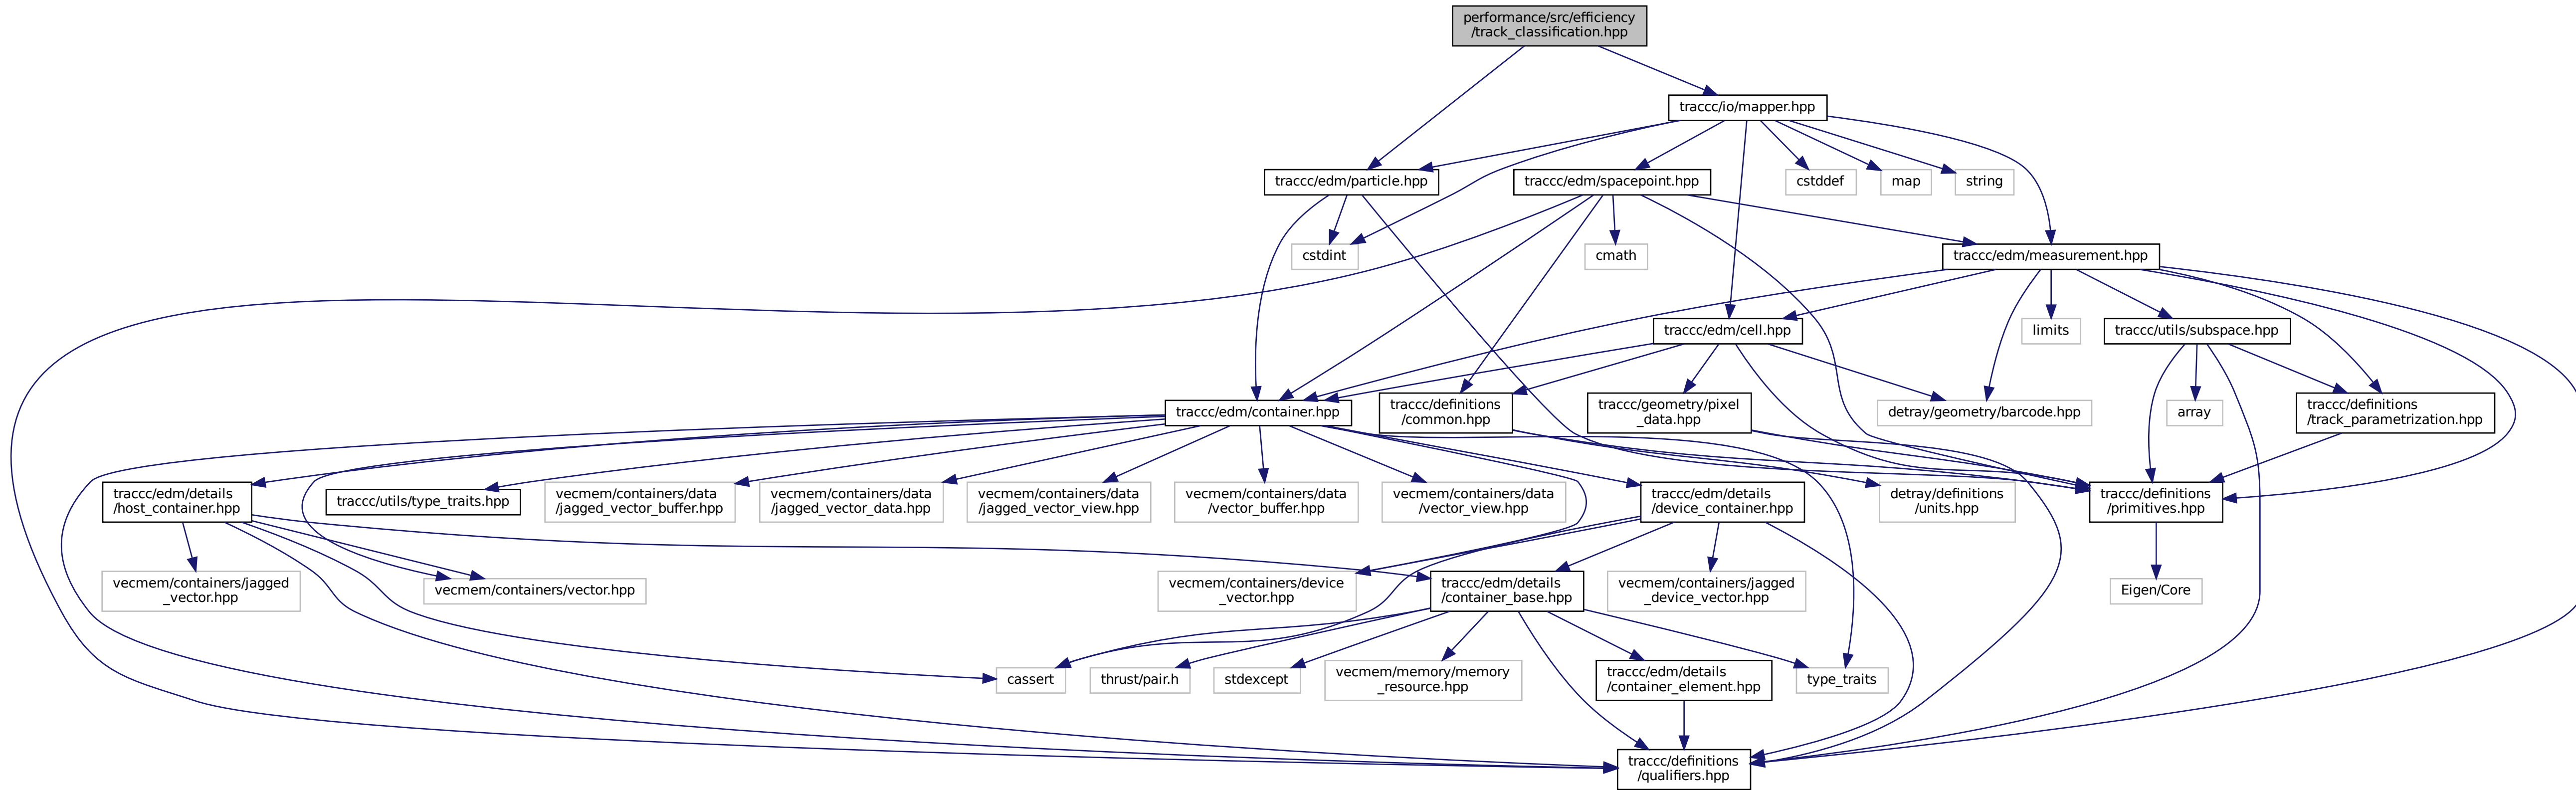 performance/src/efficiency
/track_classification.hpp
traccc/io/mapper.hpp
traccc/edm/particle.hpp
traccc/edm/spacepoint.hpp
cstddef
map
string
cstdint
cmath
traccc/edm/measurement.hpp
traccc/edm/cell.hpp
limits
traccc/utils/subspace.hpp
traccc/edm/container.hpp
traccc/definitions
/common.hpp
traccc/geometry/pixel
_data.hpp
detray/geometry/barcode.hpp
array
traccc/definitions
/track_parametrization.hpp
traccc/edm/details
/host_container.hpp
traccc/utils/type_traits.hpp
vecmem/containers/data
/jagged_vector_buffer.hpp
vecmem/containers/data
/jagged_vector_data.hpp
vecmem/containers/data
/jagged_vector_view.hpp
vecmem/containers/data
/vector_buffer.hpp
vecmem/containers/data
/vector_view.hpp
traccc/edm/details
/device_container.hpp
detray/definitions
/units.hpp
traccc/definitions
/primitives.hpp
vecmem/containers/jagged
_vector.hpp
vecmem/containers/vector.hpp
vecmem/containers/device
_vector.hpp
traccc/edm/details
/container_base.hpp
vecmem/containers/jagged
_device_vector.hpp
Eigen/Core
cassert
thrust/pair.h
stdexcept
vecmem/memory/memory
_resource.hpp
traccc/edm/details
/container_element.hpp
type_traits
traccc/definitions
/qualifiers.hpp